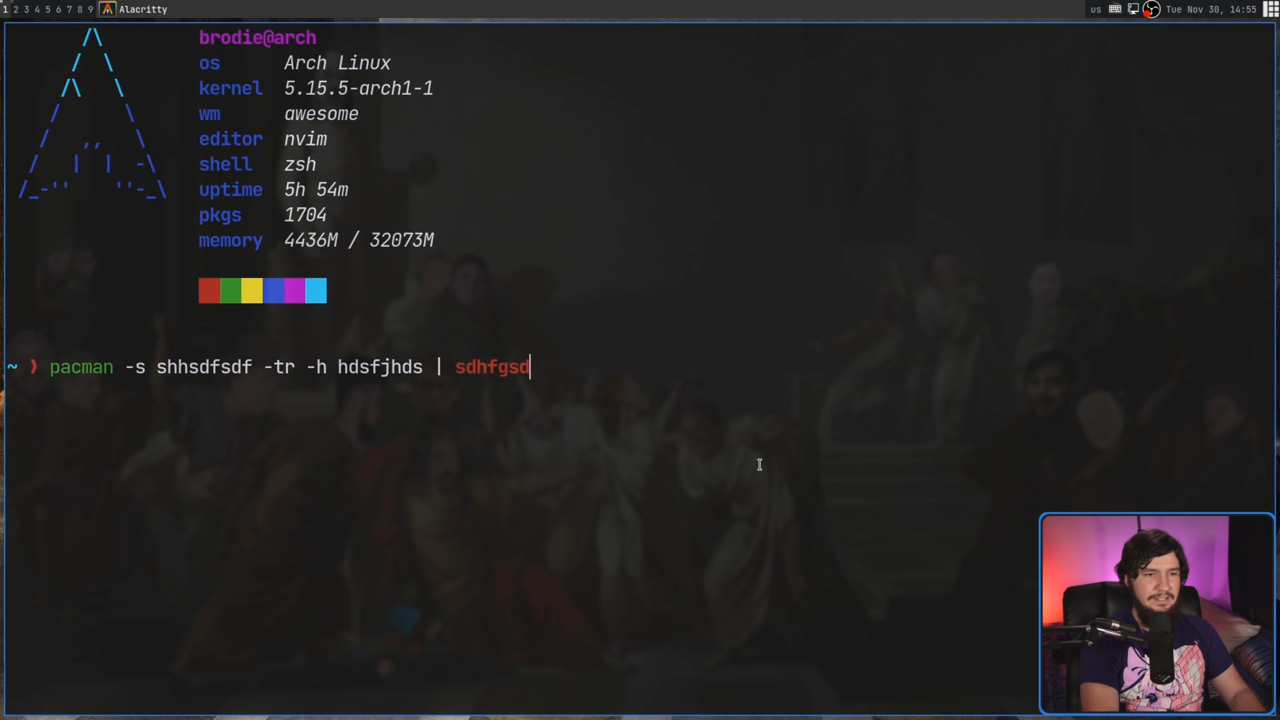 1 2 3 4 5 6 7 8 9 Alacritty us Tue Nov 30, 14:55
brodie@arch
os Arch Linux
kernel 5.15.5-arch1-1
wm awesome
editor nvim
shell zsh
uptime 5h 54m
pkgs 1704
memory 4436M / 32073M
~ ❯ pacman -s shhsdfsdf -tr -h hdsfjhds | sdhfgsd